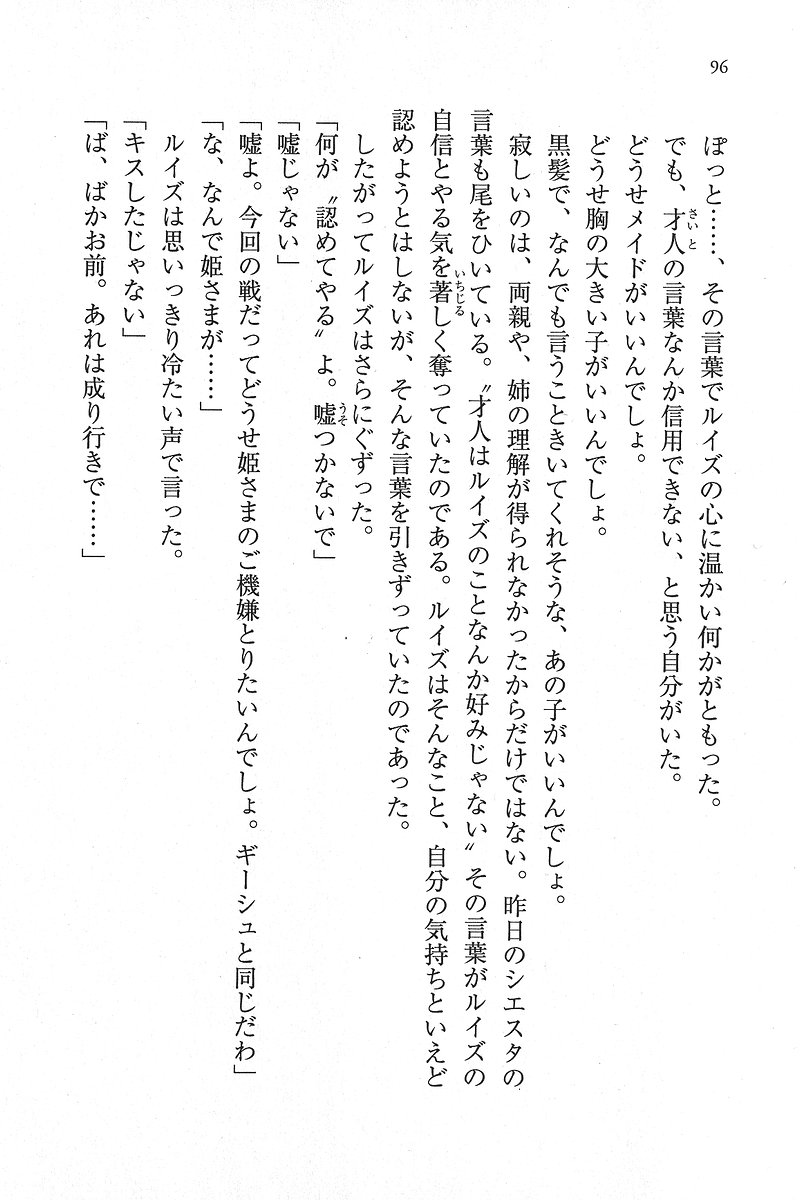 96
ぽっと……、その言葉でルイズの心に温かい何かがともった。
でも、才人の言葉なんか信用できない、と思う自分がいた。
さいと
どうせメイドがいいんでしょ。
どうせ胸の大きい子がいいんでしょ。
黒髪で、なんでも言うこときいてくれそうな、あの子がいいんでしょ。
寂しいのは、両親や、姉の理解が得られなかったからだけではない。昨日のシエスタの
言葉も尾をひいている。〝才人はルイズのことなんか好みじゃない〟その言葉がルイズの
自信とやる気を著しく奪っていたのである。ルイズはそんなこと、自分の気持ちといえど
いちじる
認めようとはしないが、そんな言葉を引きずっていたのであった。
したがってルイズはさらにぐずった。
「何が〝認めてやる〟よ。嘘つかないで」
うそ
「嘘じゃない」
「嘘よ。今回の戦だってどうせ姫さまのご機嫌とりたいんでしょ。ギーシュと同じだわ」
「な、なんで姫さまが……」
ルイズは思いっきり冷たい声で言った。
「キスしたじゃない」
「ば、ばかお前。あれは成り行きで……」